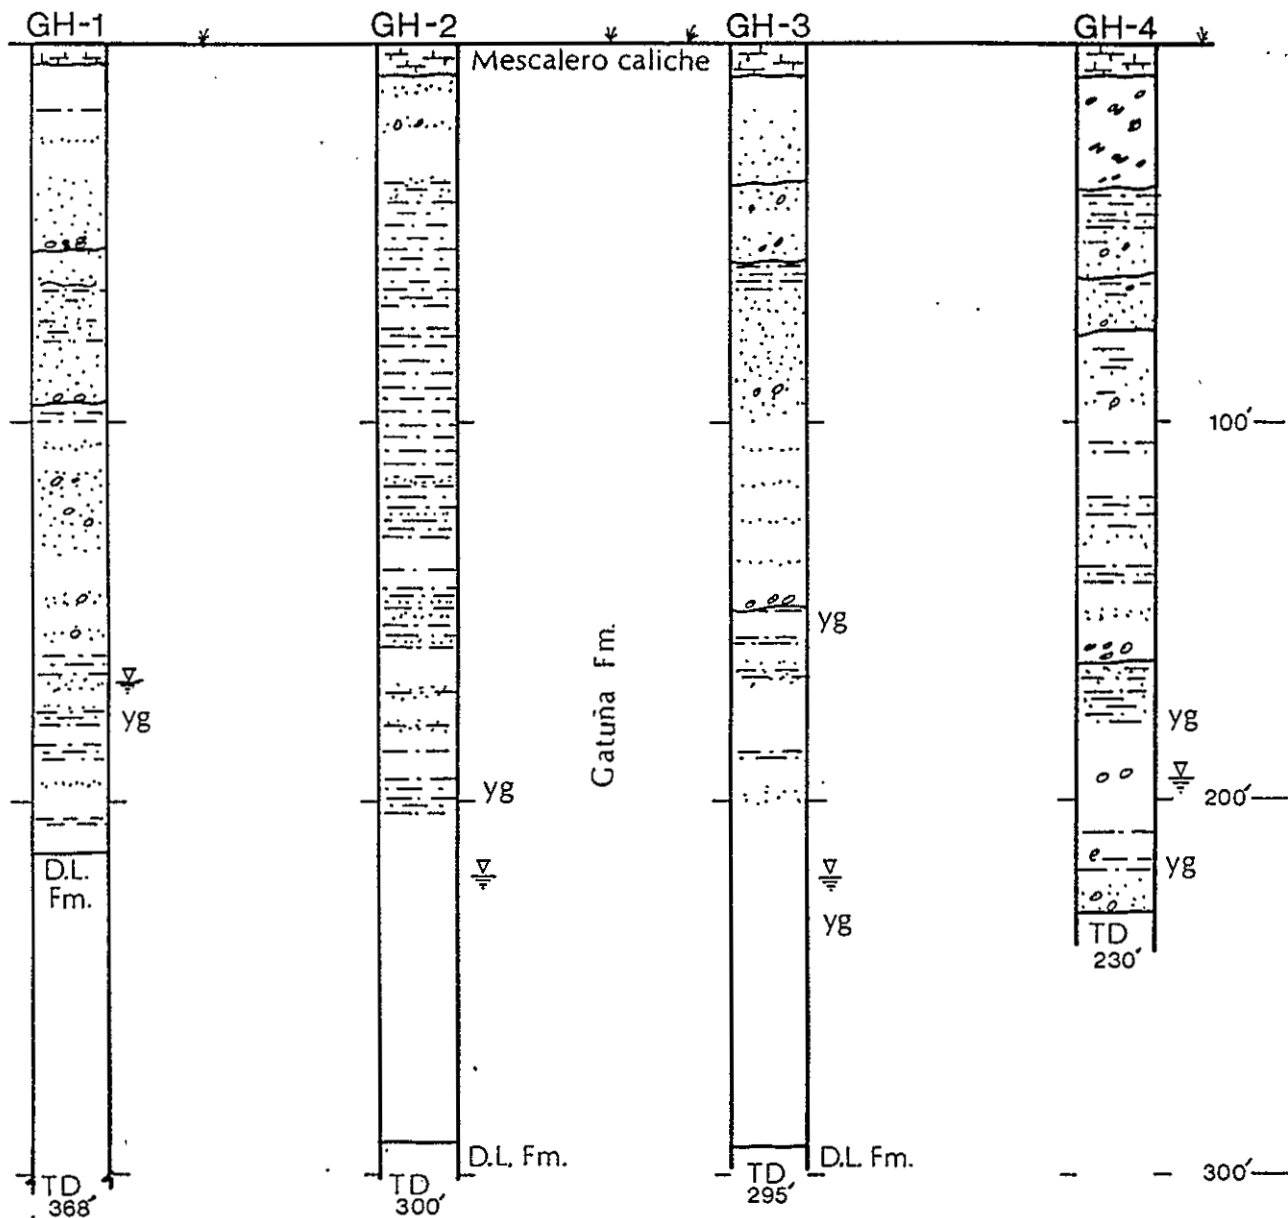 GH-1
GH-2
GH-3
GH-4
Mescalero caliche
100′
Gatuña Fm.
yg
yg
yg
yg
200′
yg
D.L.
Fm.
yg
TD
230′
D.L. Fm.
D.L. Fm.
300′
TD
368′
TD
300′
TD
295′